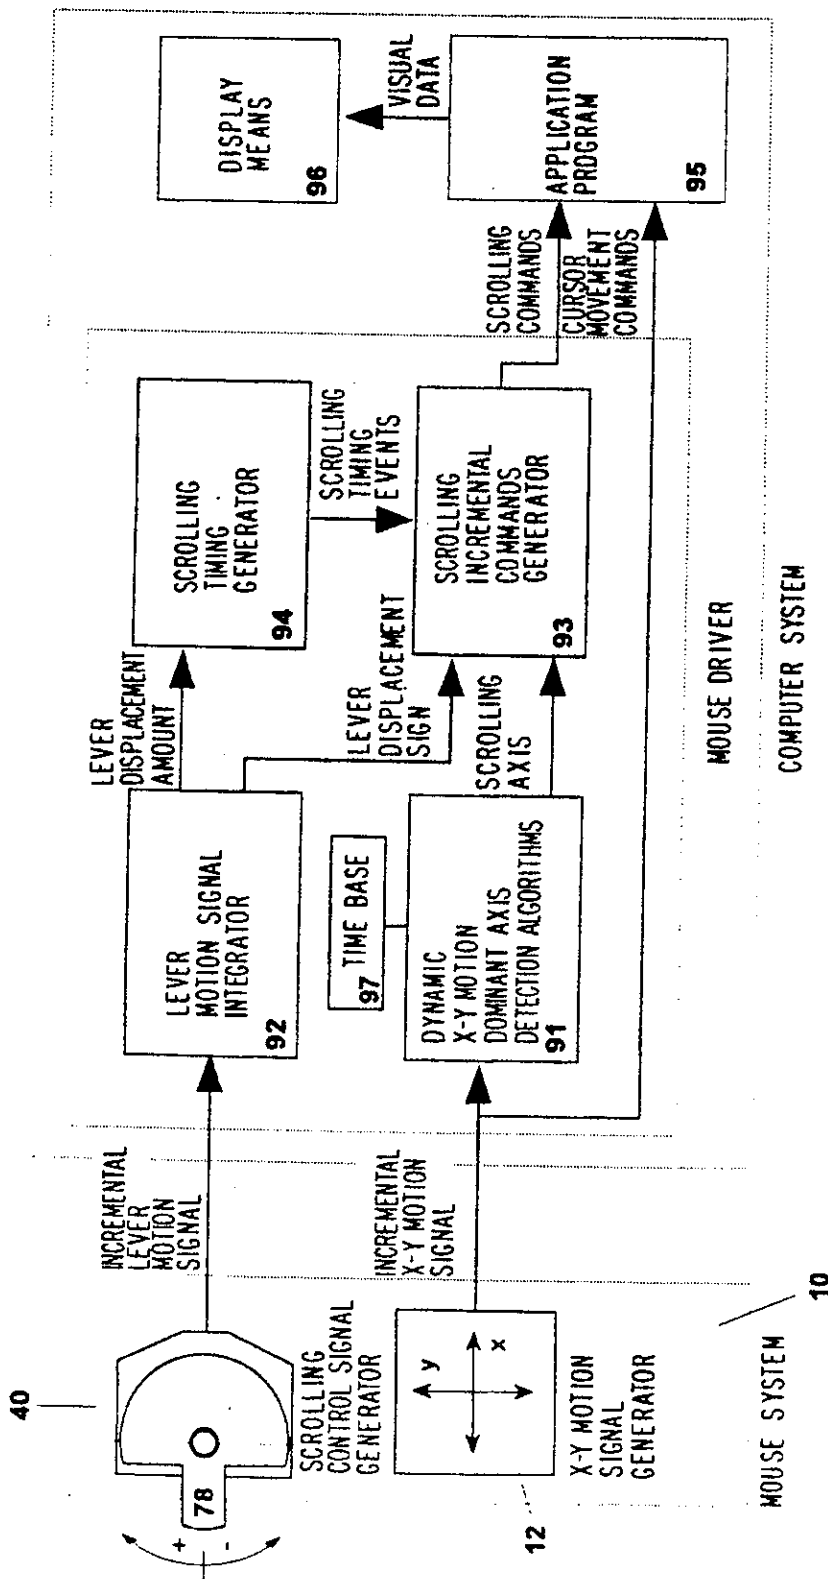 40
78
+
-
SCROLLING
CONTROL SIGNAL
GENERATOR
12
y
x
X-Y MOTION
SIGNAL
GENERATOR
10
MOUSE SYSTEM
INCREMENTAL
LEVER
MOTION
SIGNAL
INCREMENTAL
X-Y MOTION
SIGNAL
LEVER
MOTION SIGNAL
INTEGRATOR
92
97 TIME BASE
DYNAMIC
X-Y MOTION
DOMINANT AXIS
DETECTION ALGORITHMS
91
LEVER
DISPLACEMENT
AMOUNT
LEVER
DISPLACEMENT
SIGN
SCROLLING
AXIS
SCROLLING
TIMING
GENERATOR
94
SCROLLING
TIMING
EVENTS
SCROLLING
INCREMENTAL
COMMANDS
GENERATOR
93
MOUSE DRIVER
COMPUTER SYSTEM
SCROLLING
COMMANDS
CURSOR
MOVEMENT
COMMANDS
DISPLAY
MEANS
96
VISUAL
DATA
APPLICATION
PROGRAM
95